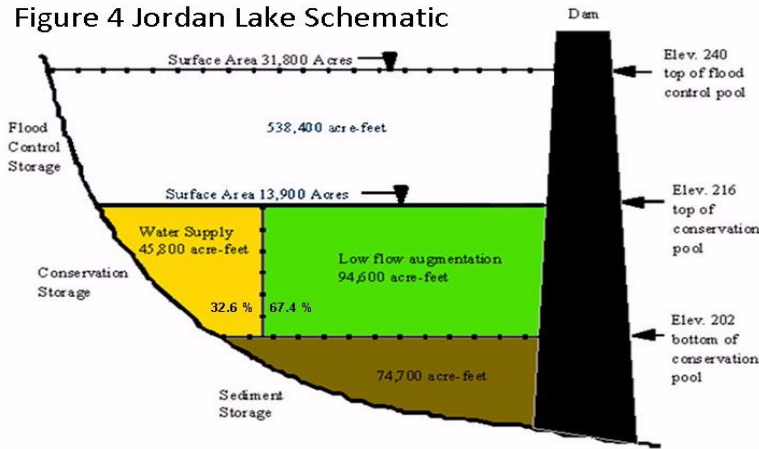 Figure 4 Jordan Lake Schematic
Dam
Surface Area 31,800 Acres
Elev. 240
top of flood
control pool
Flood
Control
Storage
538,400 acre-feet
Surface Area 13,900 Acres
Elev. 216
top of
conservation
pool
Water Supply
45,800 acre-feet
Low flow augmentation
94,600 acre-feet
Conservation
Storage
32.6 %
67.4 %
Elev. 202
bottom of
conservation
pool
74,700 acre-feet
Sediment
Storage